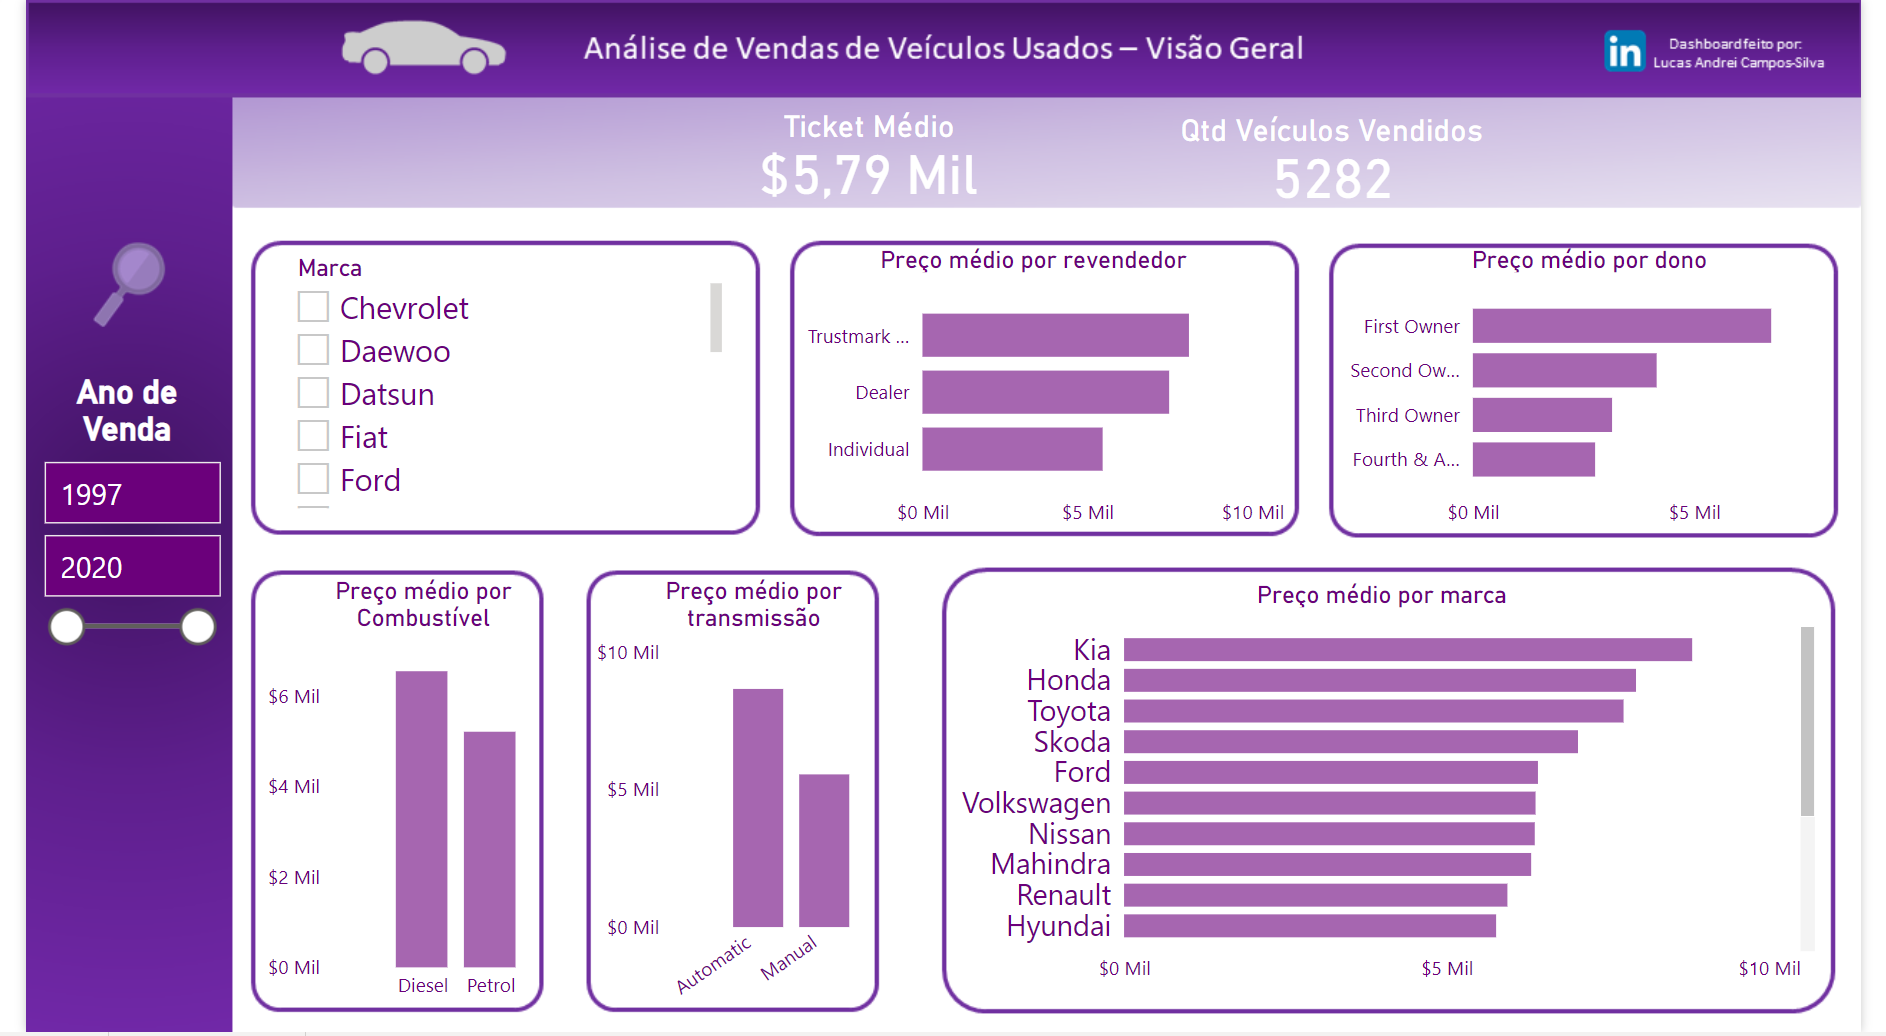 Análise de Vendas de Veículos Usados – Visão Geral
in
Dashboard feito por:
Lucas Andrei Campos-Silva
Ticket Médio
$5,79 Mil
Qtd Veículos Vendidos
5282
Ano de
Venda
1997
2020
Marca
Chevrolet
Daewoo
Datsun
Fiat
Ford
Preço médio por revendedor
Trustmark ...
Dealer
Individual
$0 Mil
$5 Mil
$10 Mil
Preço médio por dono
First Owner
Second Ow...
Third Owner
Fourth & A...
$0 Mil
$5 Mil
Preço médio por
Combustível
$6 Mil
$4 Mil
$2 Mil
$0 Mil
Diesel
Petrol
Preço médio por
transmissão
$10 Mil
$5 Mil
$0 Mil
Automatic
Manual
Preço médio por marca
Kia
Honda
Toyota
Skoda
Ford
Volkswagen
Nissan
Mahindra
Renault
Hyundai
$0 Mil
$5 Mil
$10 Mil